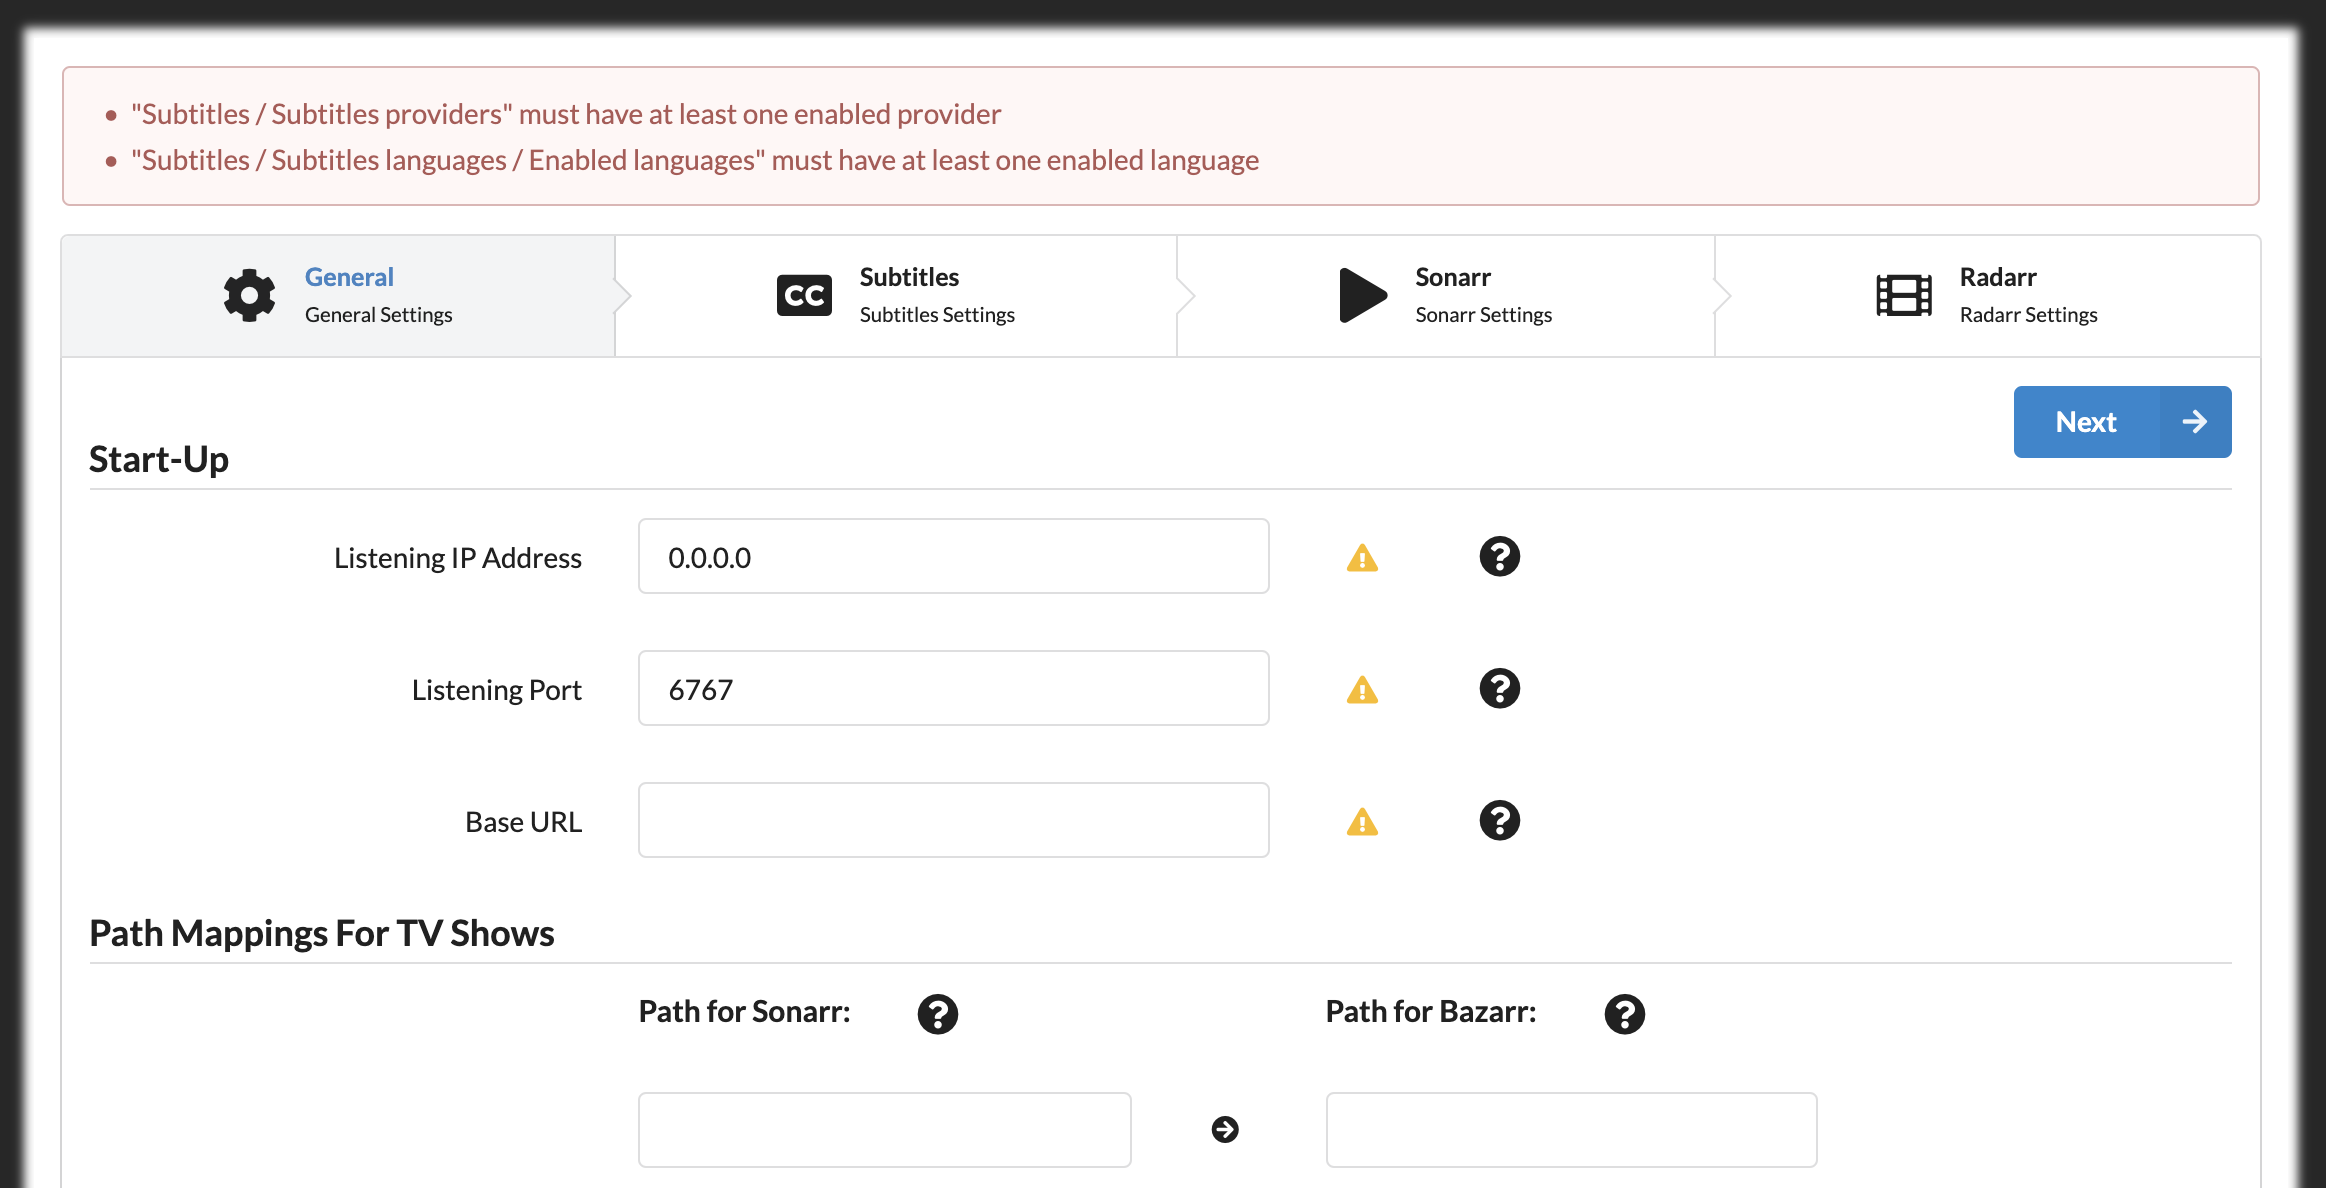 "Subtitles / Subtitles providers" must have at least one enabled provider
"Subtitles / Subtitles languages / Enabled languages" must have at least one enabled language
General
General Settings
CC
Subtitles
Subtitles Settings
Sonarr
Sonarr Settings
Radarr
Radarr Settings
Next
Start-Up
Listening IP Address
0.0.0.0
Listening Port
6767
Base URL
Path Mappings For TV Shows
Path for Sonarr:
Path for Bazarr: